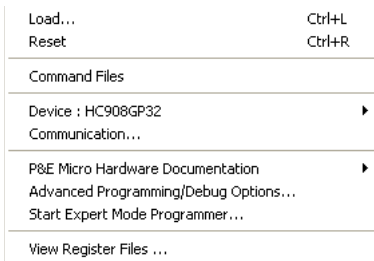 Load... Ctrl+L
Reset Ctrl+R
Command Files
Device : HC908GP32
Communication...
P&E Micro Hardware Documentation
Advanced Programming/Debug Options...
Start Expert Mode Programmer...
View Register Files ...